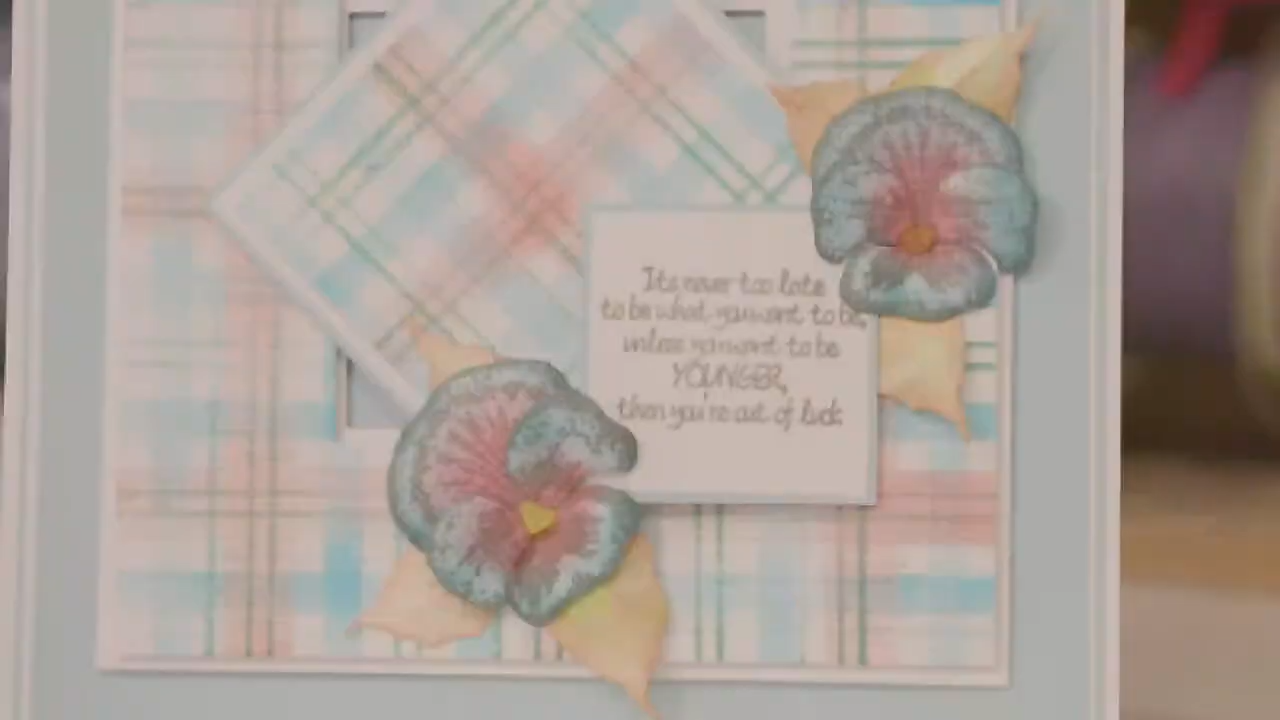 Its never too late
to be what you want to be,
unless you want to be
YOUNGER,
then you're out of luck